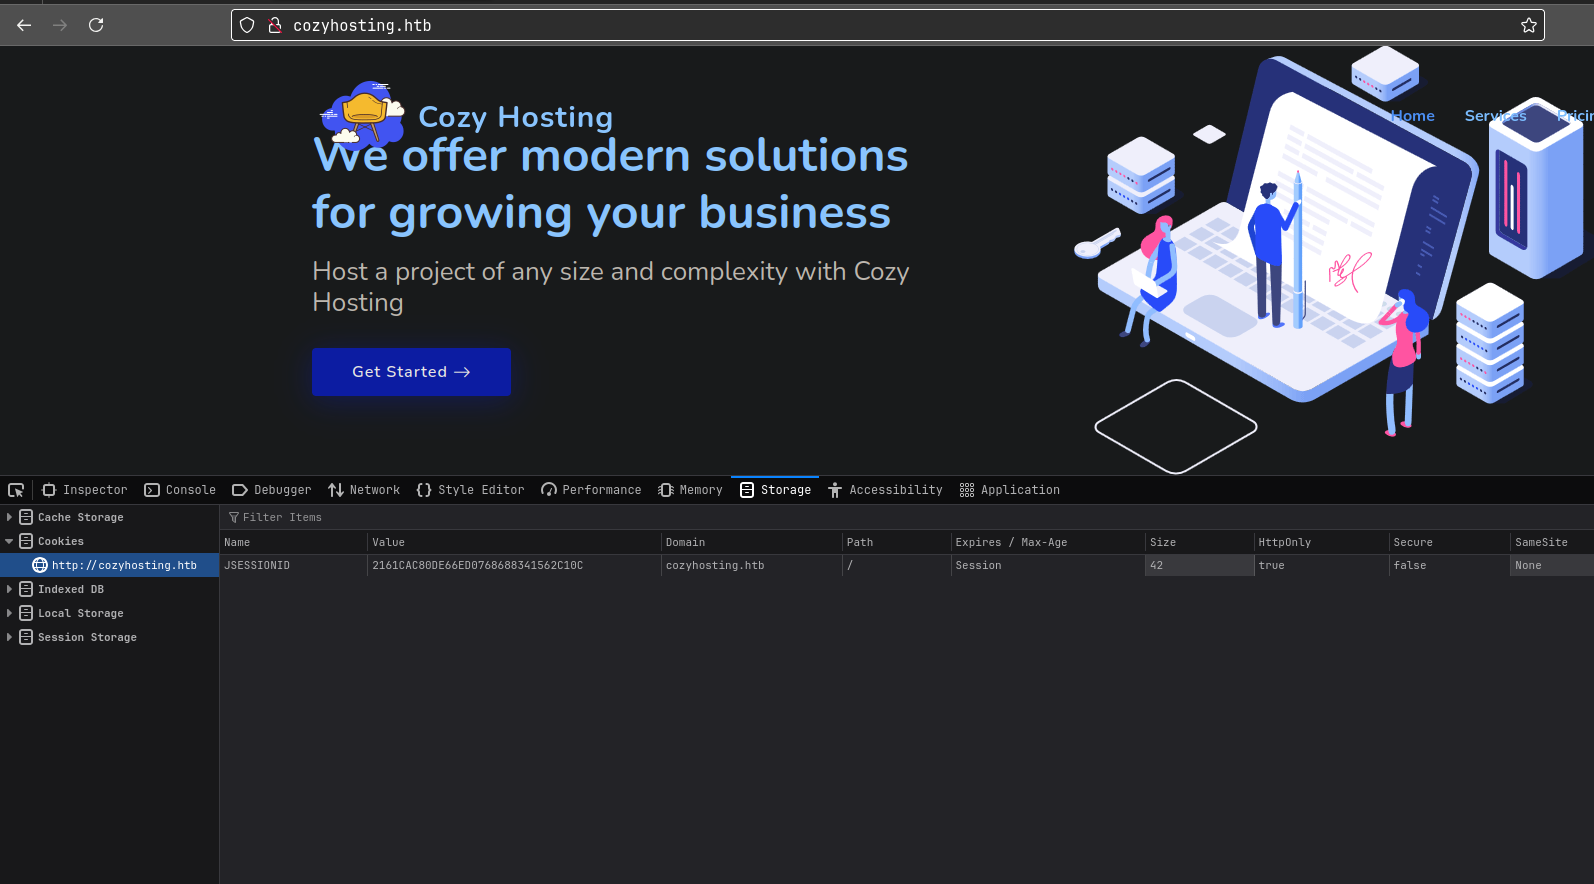 cozyhosting.htb
Cozy Hosting
Home Services Pricin
We offer modern solutions
for growing your business
Host a project of any size and complexity with Cozy
Hosting
Get Started
Inspector Console Debugger Network Style Editor Performance Memory Storage Accessibility Application
Cache Storage
Cookies
http://cozyhosting.htb
Indexed DB
Local Storage
Session Storage
Filter Items
Name Value Domain Path Expires / Max-Age Size HttpOnly Secure SameSite
JSESSIONID 2161CAC80DE66ED0768688341562C10C cozyhosting.htb / Session 42 true false None